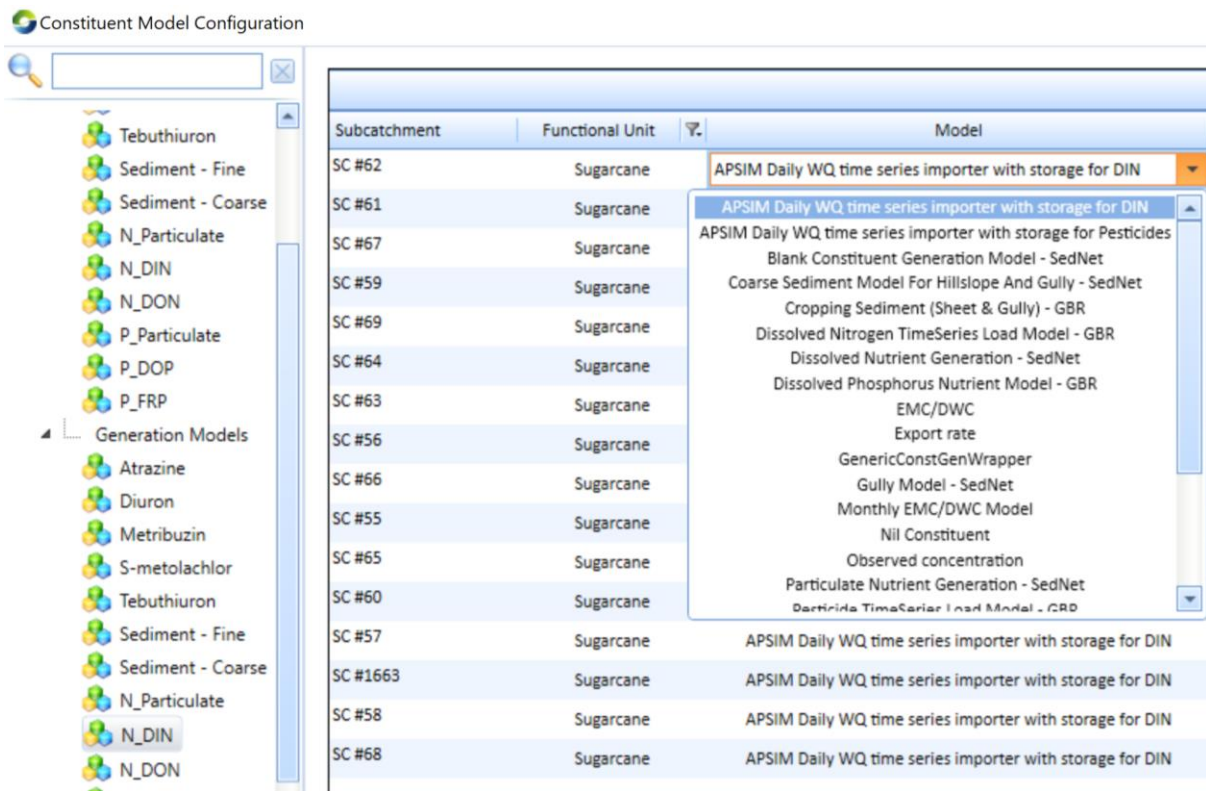 Constituent Model Configuration
Tebuthiuron
Sediment - Fine
Sediment - Coarse
N_Particulate
N_DIN
N_DON
P_Particulate
P_DOP
P_FRP
Generation Models
Atrazine
Diuron
Metribuzin
S-metolachlor
Tebuthiuron
Sediment - Fine
Sediment - Coarse
N_Particulate
N_DIN
N_DON
Subcatchment Functional Unit Model
SC #62 Sugarcane APSIM Daily WQ time series importer with storage for DIN
SC #61 Sugarcane
SC #67 Sugarcane
SC #59 Sugarcane
SC #69 Sugarcane
SC #64 Sugarcane
SC #63 Sugarcane
SC #56 Sugarcane
SC #66 Sugarcane
SC #55 Sugarcane
SC #65 Sugarcane
SC #60 Sugarcane
APSIM Daily WQ time series importer with storage for DIN
APSIM Daily WQ time series importer with storage for Pesticides
Blank Constituent Generation Model - SedNet
Coarse Sediment Model For Hillslope And Gully - SedNet
Cropping Sediment (Sheet & Gully) - GBR
Dissolved Nitrogen TimeSeries Load Model - GBR
Dissolved Nutrient Generation - SedNet
Dissolved Phosphorus Nutrient Model - GBR
EMC/DWC
Export rate
GenericConstGenWrapper
Gully Model - SedNet
Monthly EMC/DWC Model
Nil Constituent
Observed concentration
Particulate Nutrient Generation - SedNet
Pesticide TimeSeries Load Model - GBR
SC #57 Sugarcane APSIM Daily WQ time series importer with storage for DIN
SC #1663 Sugarcane APSIM Daily WQ time series importer with storage for DIN
SC #58 Sugarcane APSIM Daily WQ time series importer with storage for DIN
SC #68 Sugarcane APSIM Daily WQ time series importer with storage for DIN